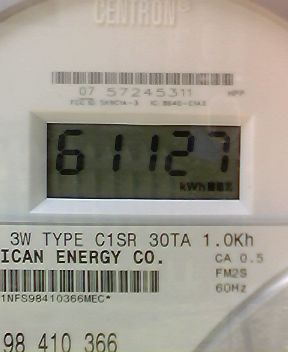 CENTRON®
07 57245311 HPP
61127
kWh
3W TYPE C1SR 30TA 1.0Kh
ICAN ENERGY CO. CA 0.5
FM2S
60Hz
1NFS98410366MEC*
98 410 366